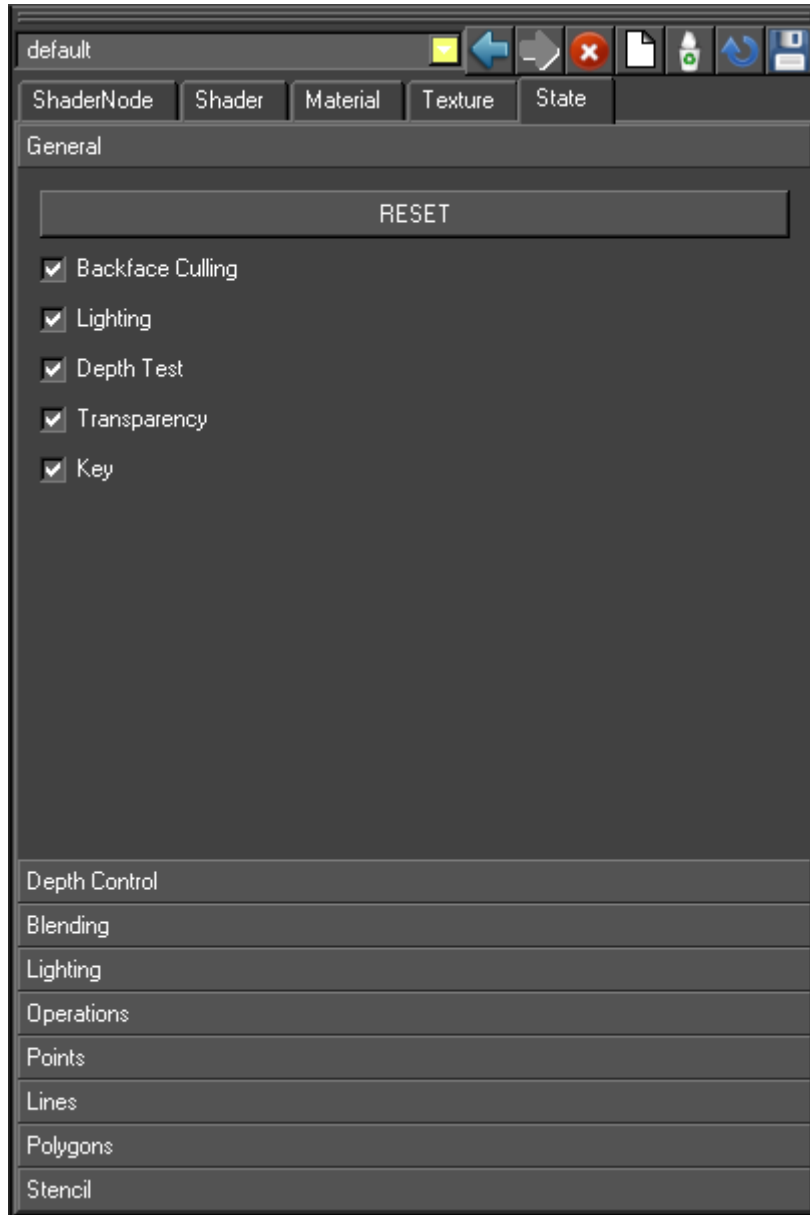 default
ShaderNode Shader Material Texture State
General
RESET
Backface Culling
Lighting
Depth Test
Transparency
Key
Depth Control
Blending
Lighting
Operations
Points
Lines
Polygons
Stencil